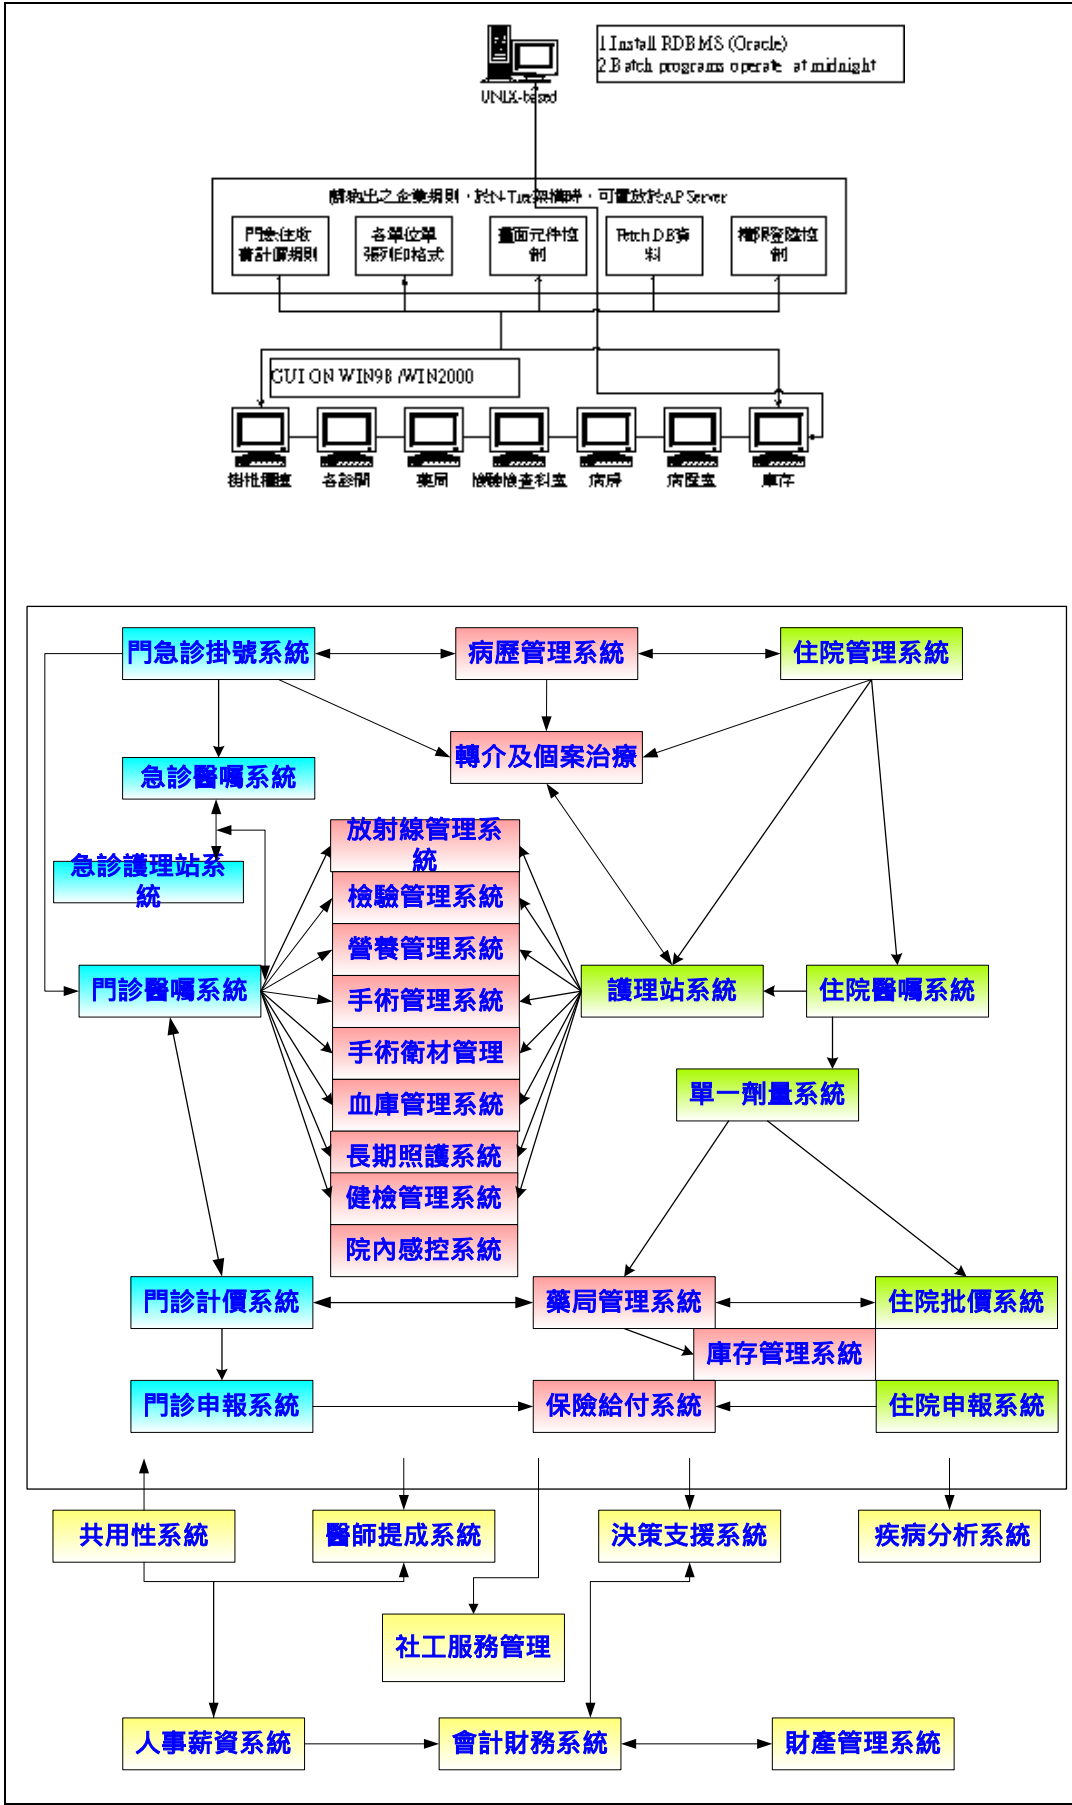 1.Install RDBMS (Oracle)
2.Batch programs operate at midnight
UNIX-based
關納出之企業規則，於N-Tier架構時，可置放於AP Server
門急住收
費計價規則
各單位單
張列印格式
畫面元件控
制
Fetch DB資
料
權限登陸控
制
GUI ON WIN98/WIN2000
掛批櫃檯
各診間
藥局
檢驗檢查科室
病房
病歷室
庫存
門急診掛號系統
病歷管理系統
住院管理系統
轉介及個案治療
急診醫囑系統
放射線管理系
統
急診護理站系
統
檢驗管理系統
營養管理系統
門診醫囑系統
手術管理系統
護理站系統
住院醫囑系統
手術衛材管理
單一劑量系統
血庫管理系統
長期照護系統
健檢管理系統
院內感控系統
門診計價系統
藥局管理系統
住院批價系統
庫存管理系統
門診申報系統
保險給付系統
住院申報系統
共用性系統
醫師提成系統
決策支援系統
疾病分析系統
社工服務管理
人事薪資系統
會計財務系統
財產管理系統